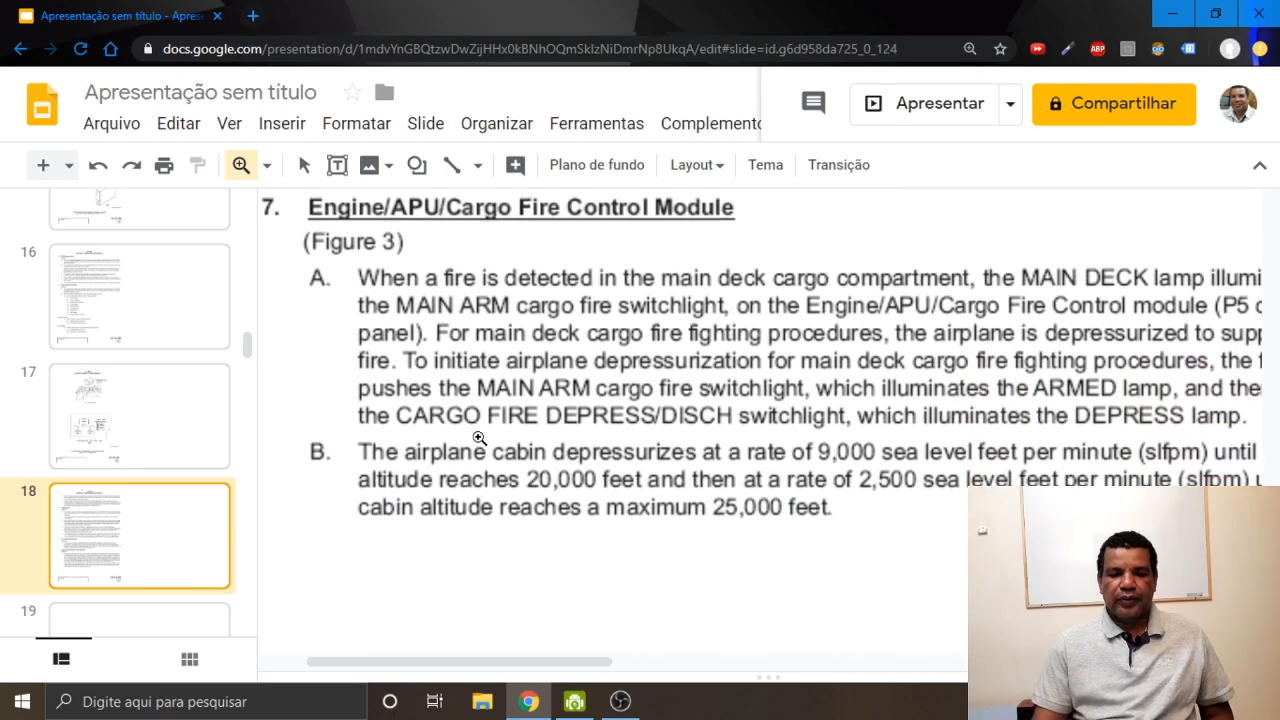 Apresentação sem título - Apres
docs.google.com/presentation/d/1mdvYnGBQtzwDwZijHHx0kBNhOQmSkIzNiDmrNp8UkqA/edit#slide=id.g6d958da725_0_124
ABP
Apresentação sem título
Apresentar
Compartilhar
Arquivo Editar Ver Inserir Formatar Slide Organizar Ferramentas Complemento
Plano de fundo Layout Tema Transição
16
17
18
19
7. Engine/APU/Cargo Fire Control Module
(Figure 3)
A. When a fire is detected in the main deck cargo compartment, the MAIN DECK lamp illumi
the MAIN ARM cargo fire switchlight, on the Engine/APU/Cargo Fire Control module (P5 
panel). For main deck cargo fire fighting procedures, the airplane is depressurized to supp
fire. To initiate airplane depressurization for main deck cargo fire fighting procedures, the f
pushes the MAIN ARM cargo fire switchlight, which illuminates the ARMED lamp, and the
the CARGO FIRE DEPRESS/DISCH switchlight, which illuminates the DEPRESS lamp.
B. The airplane cabin depressurizes at a rate of 9,000 sea level feet per minute (slfpm) until
altitude reaches 20,000 feet and then at a rate of 2,500 sea level feet per minute (slfpm) u
cabin altitude reaches a maximum 25,000 feet.
Digite aqui para pesquisar